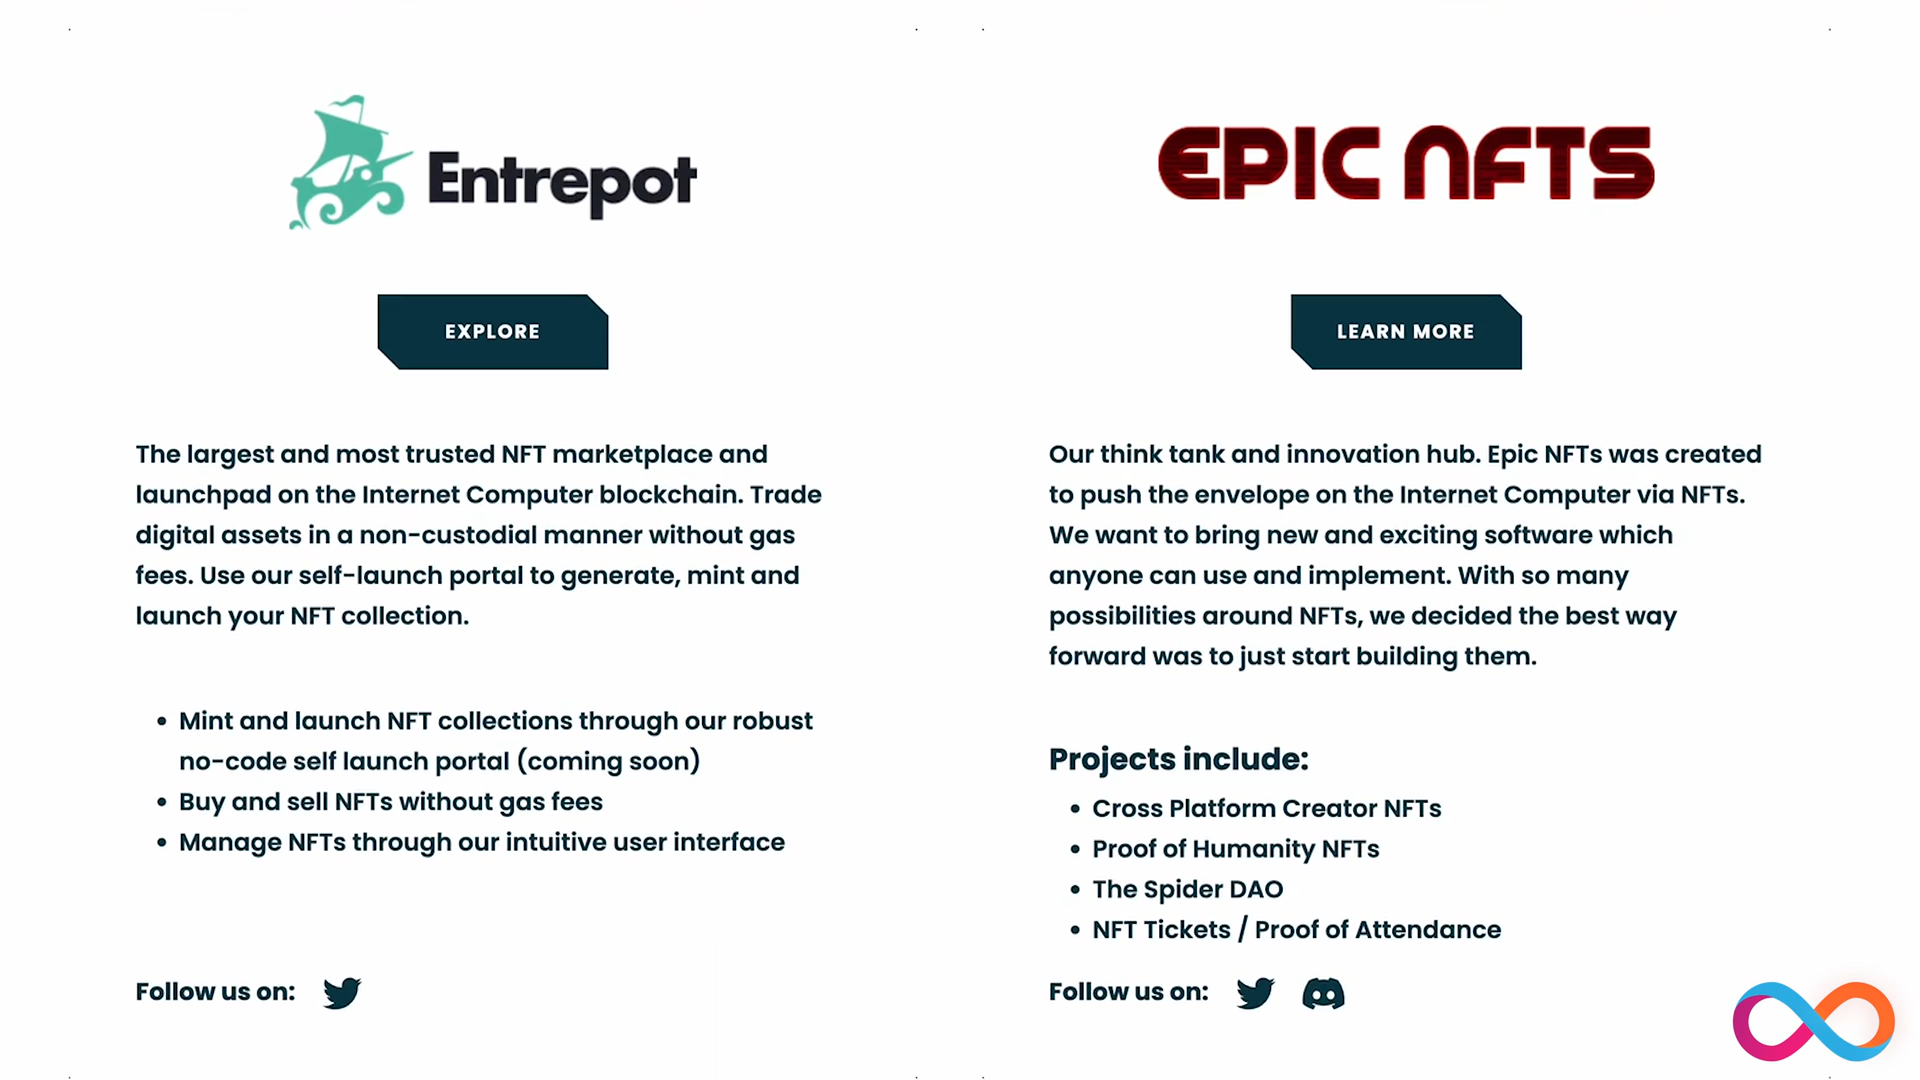 Entrepot
EXPLORE
The largest and most trusted NFT marketplace and
launchpad on the Internet Computer blockchain. Trade
digital assets in a non-custodial manner without gas
fees. Use our self-launch portal to generate, mint and
launch your NFT collection.
• Mint and launch NFT collections through our robust
no-code self launch portal (coming soon)
• Buy and sell NFTs without gas fees
• Manage NFTs through our intuitive user interface
Follow us on:
EPIC NFTS
LEARN MORE
Our think tank and innovation hub. Epic NFTs was created
to push the envelope on the Internet Computer via NFTs.
We want to bring new and exciting software which
anyone can use and implement. With so many
possibilities around NFTs, we decided the best way
forward was to just start building them.
Projects include:
• Cross Platform Creator NFTs
• Proof of Humanity NFTs
• The Spider DAO
• NFT Tickets / Proof of Attendance
Follow us on: